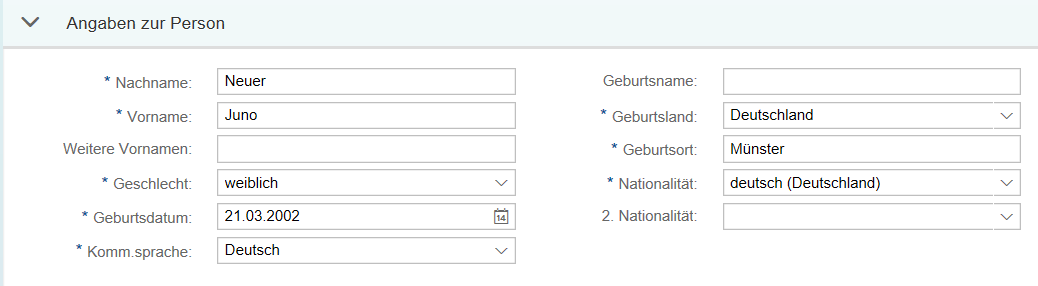 Angaben zur Person
* Nachname: Neuer
* Vorname: Juno
Weitere Vornamen:
* Geschlecht: weiblich
* Geburtsdatum: 21.03.2002 14
* Komm.sprache: Deutsch
Geburtsname:
* Geburtsland: Deutschland
* Geburtsort: Münster
* Nationalität: deutsch (Deutschland)
2. Nationalität: